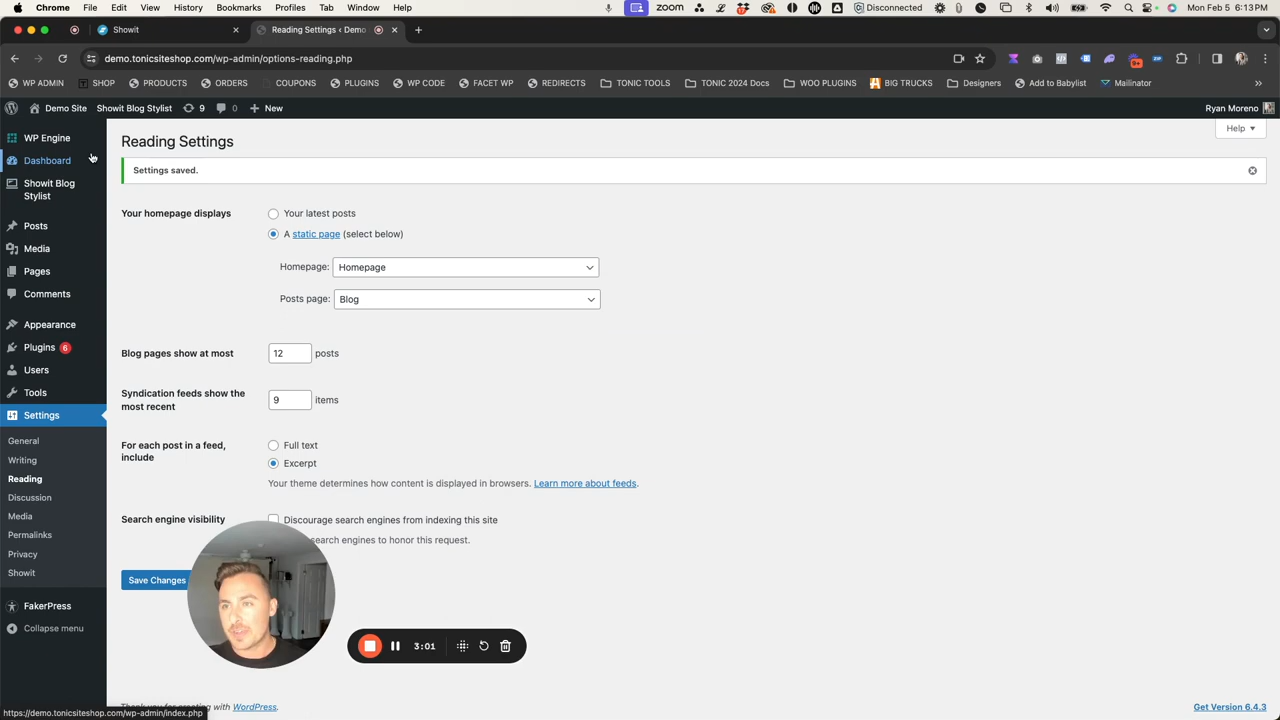 Chrome File Edit View History Bookmarks Profiles Tab Window Help zoom Disconnected Mon Feb 5 6:13 PM
Showit Reading Settings ‹ Demo
demo.tonicsiteshop.com/wp-admin/options-reading.php 9+
WP ADMIN SHOP PRODUCTS ORDERS COUPONS PLUGINS WP CODE FACET WP REDIRECTS TONIC TOOLS TONIC 2024 Docs WOO PLUGINS BIG TRUCKS Designers Add to Babylist Mailinator
Demo Site Showit Blog Stylist 9 0 New Ryan Moreno
WP Engine
Dashboard
Showit Blog
Stylist
Posts
Media
Pages
Comments
Appearance
Plugins 6
Users
Tools
Settings
General
Writing
Reading
Discussion
Media
Permalinks
Privacy
Showit
FakerPress
Collapse menu
Help
Reading Settings
Settings saved.
Your homepage displays
Your latest posts
A static page (select below)
Homepage: Homepage
Posts page: Blog
Blog pages show at most 12 posts
Syndication feeds show the
most recent
9 items
For each post in a feed,
include
Full text
Excerpt
Your theme determines how content is displayed in browsers. Learn more about feeds.
Search engine visibility Discourage search engines from indexing this site
search engines to honor this request.
Save Changes
3:01
with WordPress.
Get Version 6.4.3
https://demo.tonicsiteshop.com/wp-admin/index.php